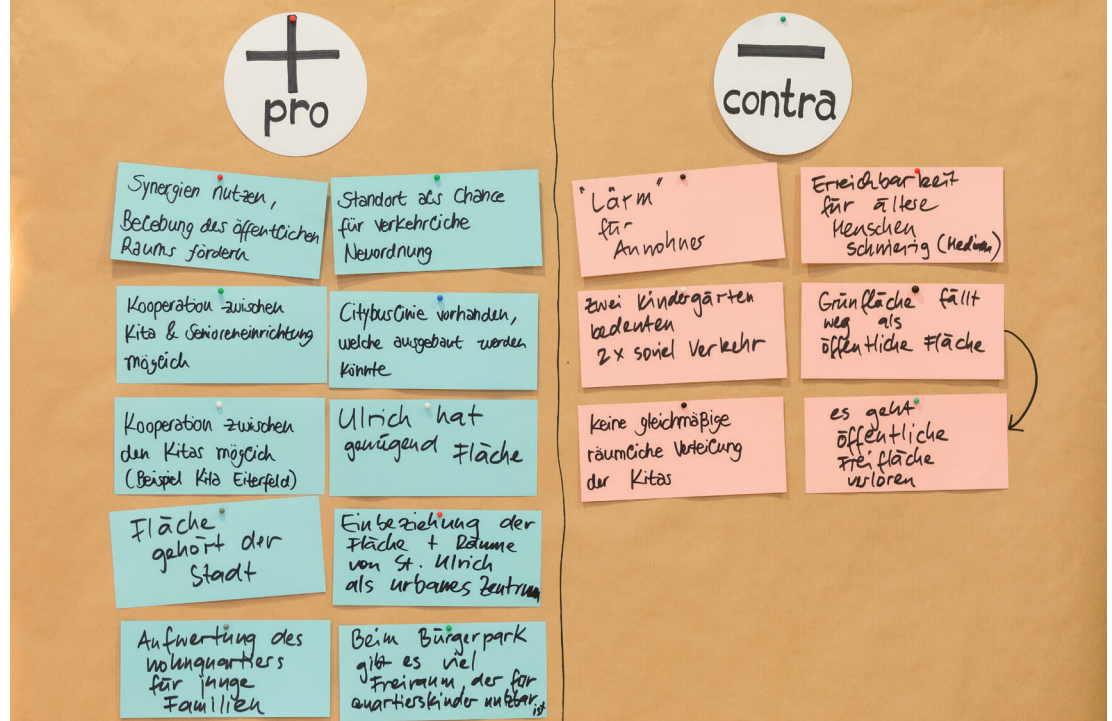 pro
Synergien nutzen,
Belebung des öffentlichen
Raums fördern
Standort als Chance
für verkehrliche
Neuordnung
Kooperation zwischen
Kita & Senioreneinrichtung
möglich
Citybuslinie vorhanden,
welche ausgebaut werden
könnte
Kooperation zwischen
den Kitas möglich
(Beispiel Kita Eiterfeld)
Ulrich hat
genügend Fläche
Fläche
gehört der
Stadt
Einbeziehung der
Fläche + Räume
von St. Ulrich
als urbanes Zentrum
Aufwertung des
Wohnquartiers
für junge
Familien
Beim Bürgerpark
gibt es viel
Freiraum, der für
Quartierskinder nutzbar
ist
contra
"Lärm"
für
Anwohner
Erreichbarkeit
für ältere
Menschen
schwierig (Medien)
zwei Kindergärten
bedeuten
2x soviel Verkehr
Grünfläche fällt
weg als
öffentliche Fläche
keine gleichmäßige
räumliche Verteilung
der Kitas
es geht
öffentliche
Freifläche
verloren